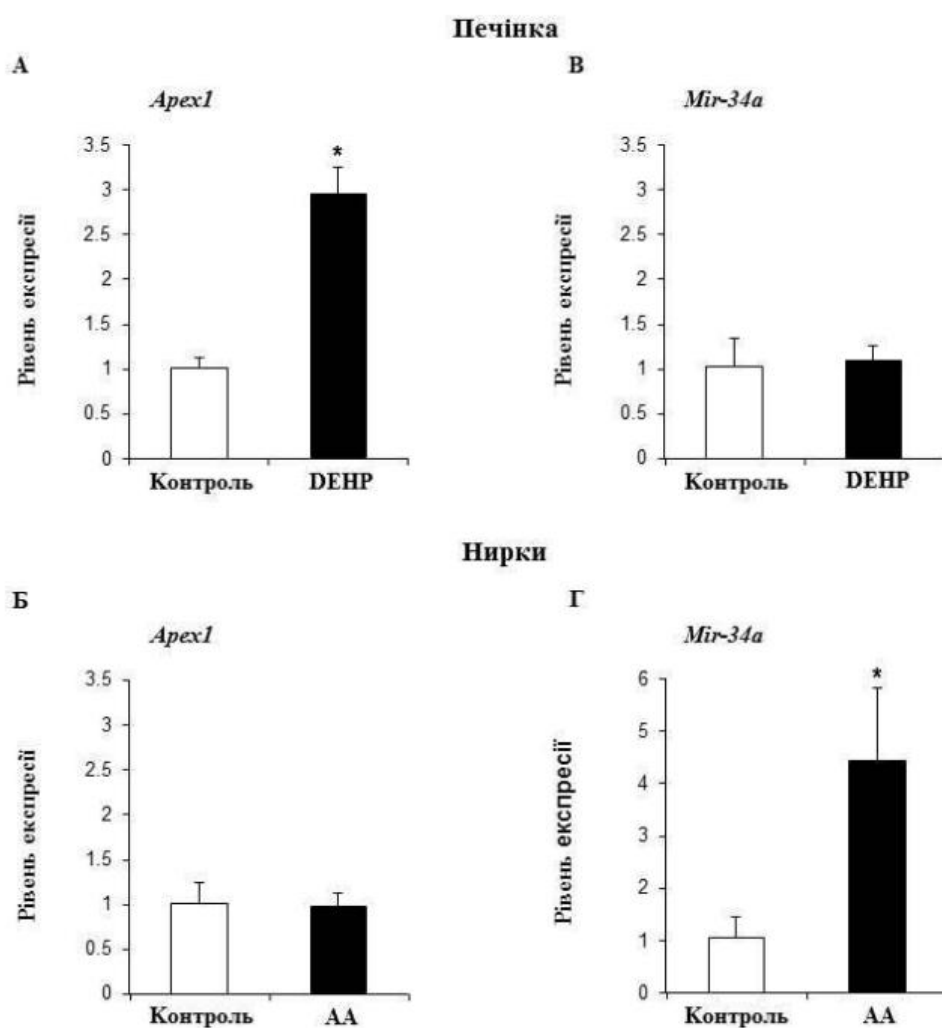 Печінка
А
Apex1
Рівень експресії
3.5
3
2.5
2
1.5
1
0.5
0
*
Контроль
DEHP
В
Mir-34a
Рівень експресії
3.5
3
2.5
2
1.5
1
0.5
0
Контроль
DEHP
Нирки
Б
Apex1
Рівень експресії
3.5
3
2.5
2
1.5
1
0.5
0
Контроль
АА
Г
Mir-34a
Рівень експресії
6
5
4
3
2
1
0
*
Контроль
АА